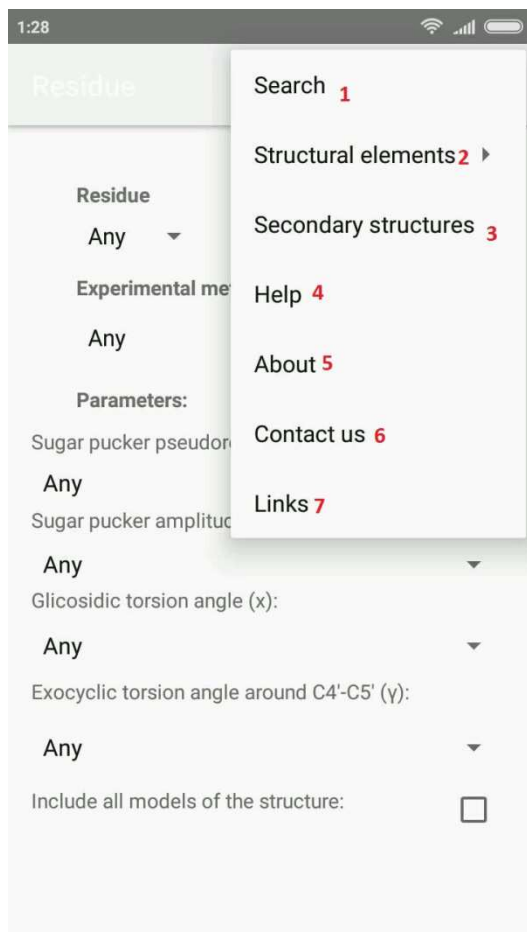 1:28
Residue
Search 1
Structural elements 2
Secondary structures 3
Help 4
About 5
Contact us 6
Links 7
Residue
Any
Experimental me
Any
Parameters:
Sugar pucker pseudor
Any
Sugar pucker amplitud
Any
Glicosidic torsion angle (x):
Any
Exocyclic torsion angle around C4'-C5' (γ):
Any
Include all models of the structure: